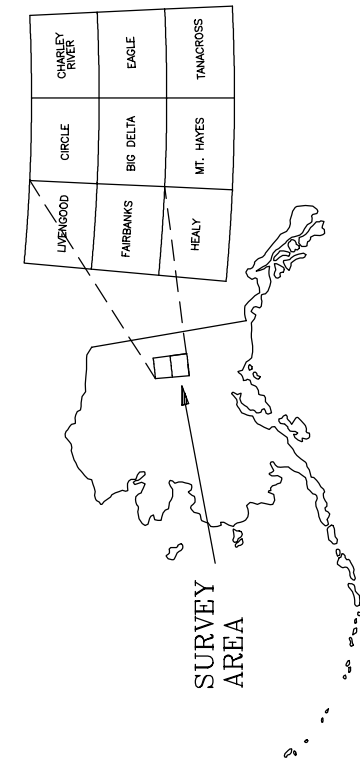 LIVENGOOD
CIRCLE
CHARLEY
RIVER
FAIRBANKS
BIG DELTA
EAGLE
HEALY
MT. HAYES
TANACROSS
SURVEY
AREA